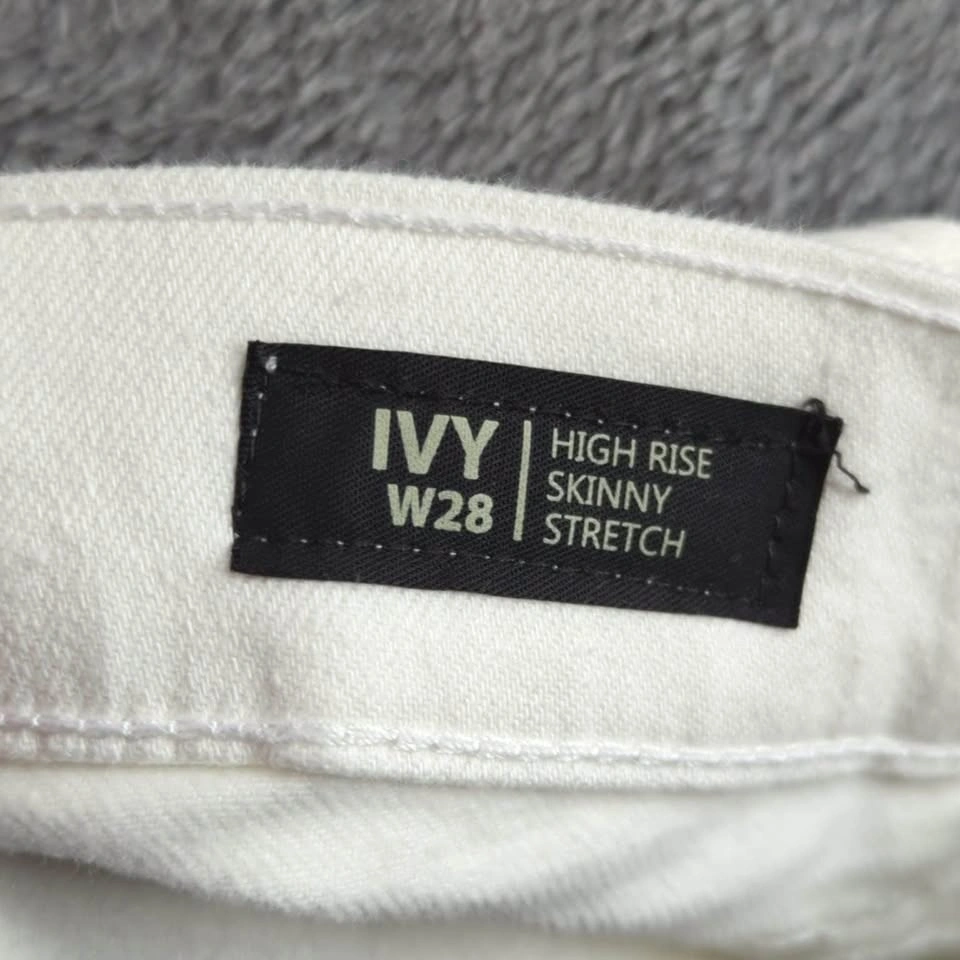 IVY
W28
HIGH RISE
SKINNY
STRETCH